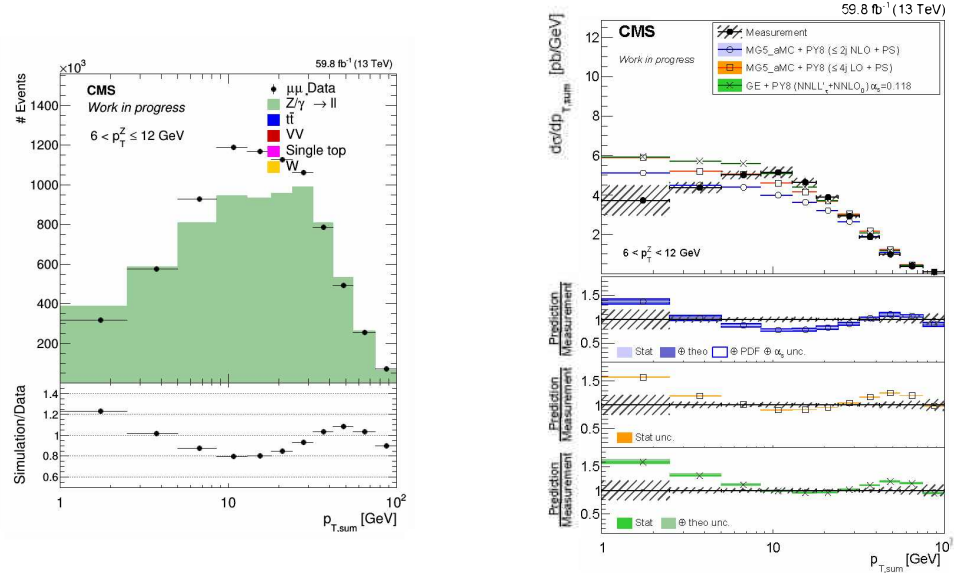 59.8 fb⁻¹ (13 TeV)
×10³
# Events
CMS
Work in progress
6 < p_T^Z ≤ 12 GeV
μμ Data
Z/γ → ll
tt̄
VV
Single top
W
1400
1200
1000
800
600
400
200
Simulation/Data
1.4
1.2
1
0.8
0.6
1
10
10²
p_T,sum [GeV]
59.8 fb⁻¹ (13 TeV)
dσ/dp_T,sum [pb/GeV]
CMS
Work in progress
Measurement
MG5_aMC + PY8 (≤ 2j NLO + PS)
MG5_aMC + PY8 (≤ 4j LO + PS)
GE + PY8 (NNLL'_τ+NNLO_0) α_s=0.118
12
10
8
6
4
2
6 < p_T^Z < 12 GeV
Prediction
Measurement
1.5
1
0.5
Stat
⊕ theo
⊕ PDF ⊕ α_s unc.
Prediction
Measurement
1.5
1
0.5
Stat unc.
Prediction
Measurement
1.5
1
0.5
Stat
⊕ theo unc.
1
10
10²
p_T,sum [GeV]